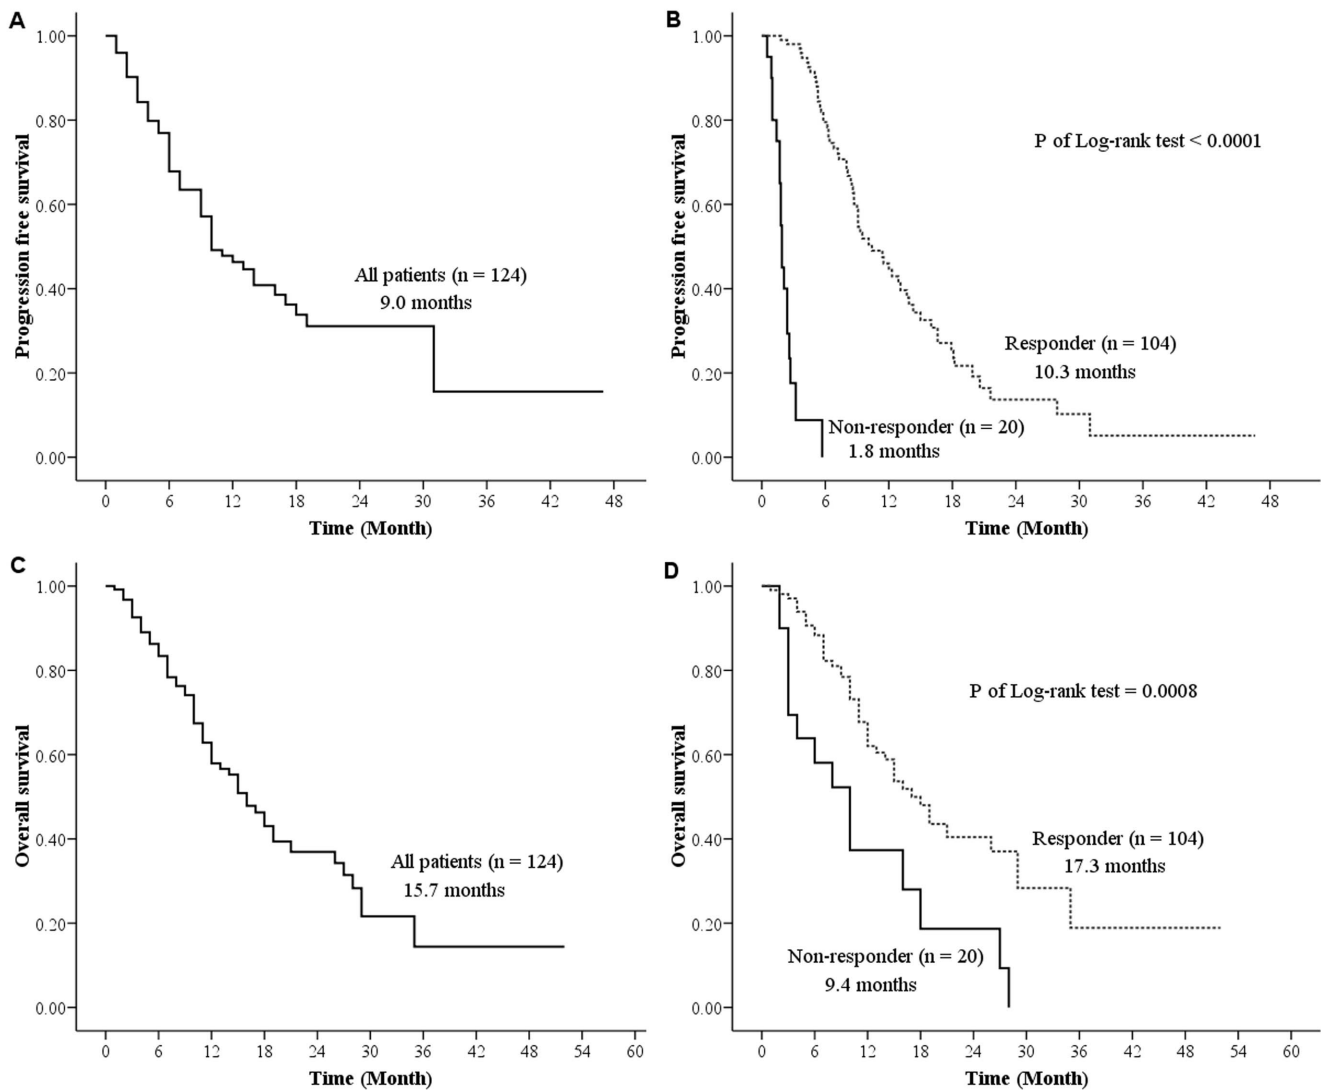 A
Progression free survival
1.00
0.80
0.60
0.40
0.20
0.00
All patients (n = 124)
9.0 months
0 6 12 18 24 30 36 42 48
Time (Month)
B
Progression free survival
1.00
0.80
0.60
0.40
0.20
0.00
P of Log-rank test < 0.0001
Responder (n = 104)
10.3 months
Non-responder (n = 20)
1.8 months
0 6 12 18 24 30 36 42 48
Time (Month)
C
Overall survival
1.00
0.80
0.60
0.40
0.20
0.00
All patients (n = 124)
15.7 months
0 6 12 18 24 30 36 42 48 54 60
Time (Month)
D
Overall survival
1.00
0.80
0.60
0.40
0.20
0.00
P of Log-rank test = 0.0008
Responder (n = 104)
17.3 months
Non-responder (n = 20)
9.4 months
0 6 12 18 24 30 36 42 48 54 60
Time (Month)